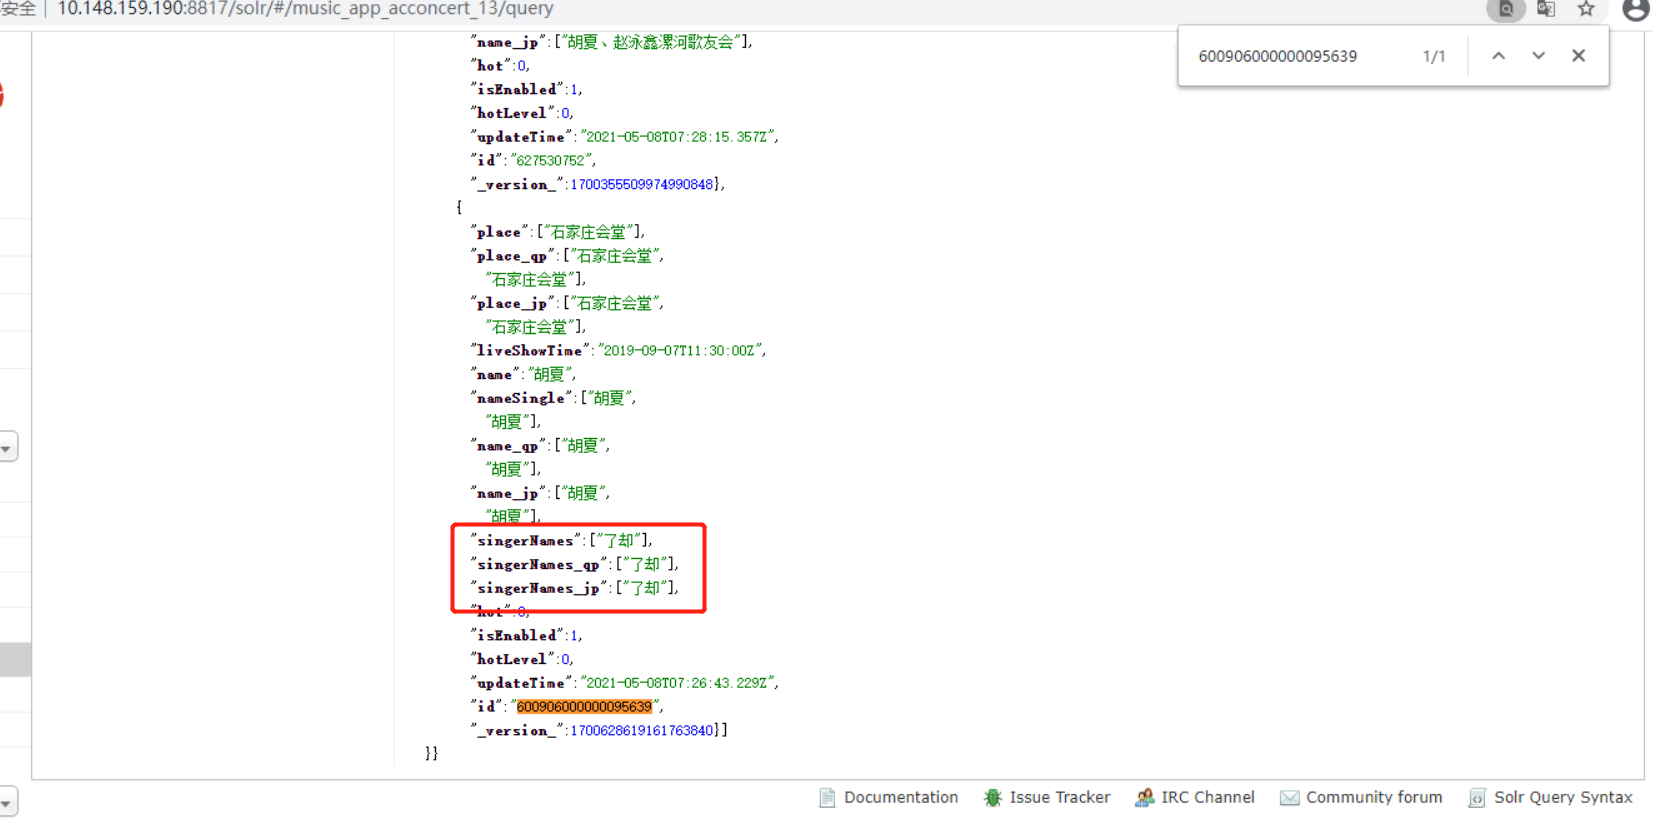 安全 | 10.148.159.190:8817/solr/#/music_app_acconcert_13/query
600906000000095639 1/1
"name_jp":["胡夏、赵泳鑫漯河歌友会"],
"hot":0,
"isEnabled":1,
"hotLevel":0,
"updateTime":"2021-05-08T07:28:15.357Z",
"id":"627530752",
"_version_":1700355509974990848},
{
"place":["石家庄会堂"],
"place_qp":["石家庄会堂",
"石家庄会堂"],
"place_jp":["石家庄会堂",
"石家庄会堂"],
"liveShowTime":"2019-09-07T11:30:00Z",
"name":"胡夏",
"nameSingle":["胡夏",
"胡夏"],
"name_qp":["胡夏",
"胡夏"],
"name_jp":["胡夏",
"胡夏"],
"singerNames":["了却"],
"singerNames_qp":["了却"],
"singerNames_jp":["了却"],
"hot":0,
"isEnabled":1,
"hotLevel":0,
"updateTime":"2021-05-08T07:26:43.229Z",
"id":"600906000000095639",
"_version_":1700628619161763840}]
}}
Documentation Issue Tracker IRC Channel Community forum Solr Query Syntax